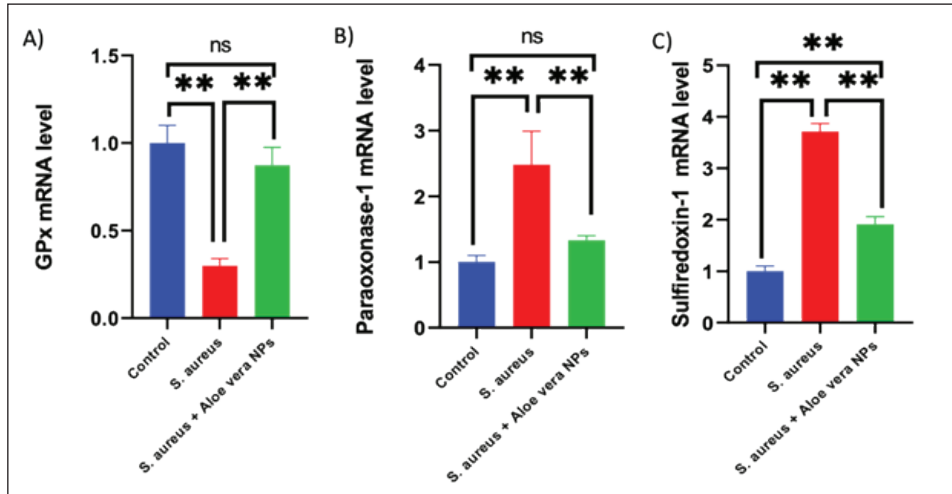 A)
ns
** **
GPx mRNA level
1.5
1.0
0.5
0.0
Control
S. aureus
S. aureus + Aloe vera NPs
B)
ns
** **
Paraoxonase-1 mRNA level
4
3
2
1
0
Control
S. aureus
S. aureus + Aloe vera NPs
C)
**
** **
Sulfiredoxin-1 mRNA level
5
4
3
2
1
0
Control
S. aureus
S. aureus + Aloe vera NPs